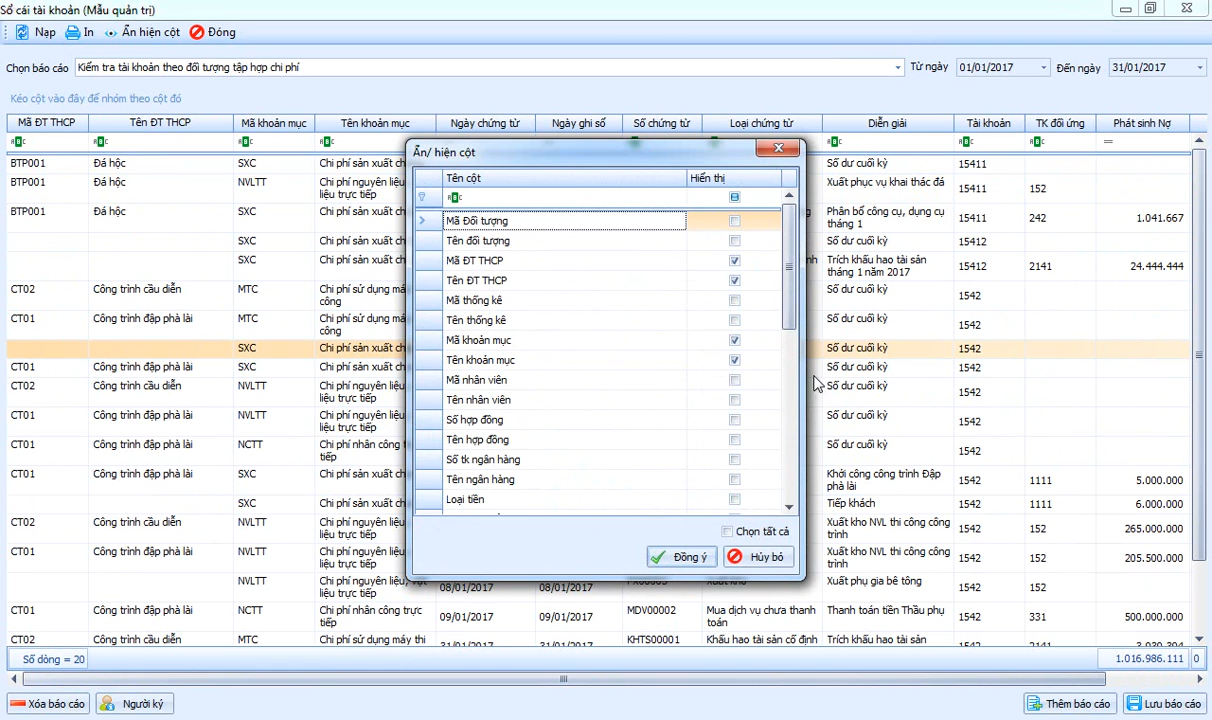 Sổ cái tài khoản (Mẫu quản trị)
Nạp In Ẩn hiện cột Đóng
Chọn báo cáo Kiểm tra tài khoản theo đối tượng tập hợp chi phí Từ ngày 01/01/2017 Đến ngày 31/01/2017
Kéo cột vào đây để nhóm theo cột đó
Mã ĐT THCP Tên ĐT THCP Mã khoản mục Tên khoản mục Ngày chứng từ Ngày ghi sổ Số chứng từ Loại chứng từ Diễn giải Tài khoản TK đối ứng Phát sinh Nợ
BTP001 Đá hộc SXC Chi phí sản xuất ch Số dư cuối kỳ 15411
BTP001 Đá hộc NVLTT Chi phí nguyên liệu liệu trực tiếp Xuất phục vụ khai thác đá 15411 152
BTP001 Đá hộc SXC Chi phí sản xuất ch Phân bổ công cụ, dụng cụ tháng 1 15411 242 1.041.667
SXC Chi phí sản xuất ch Số dư cuối kỳ 15412
SXC Chi phí sản xuất ch nh Trích khấu hao tài sản tháng 1 năm 2017 15412 2141 24.444.444
CT02 Công trình cầu diễn MTC Chi phí sử dụng má công Số dư cuối kỳ 1542
CT01 Công trình đập phà lài MTC Chi phí sử dụng má công Số dư cuối kỳ 1542
SXC Chi phí sản xuất ch Số dư cuối kỳ 1542
CT01 Công trình đập phà lài SXC Chi phí sản xuất ch Số dư cuối kỳ 1542
CT02 Công trình cầu diễn NVLTT Chi phí nguyên liệu liệu trực tiếp Số dư cuối kỳ 1542
CT01 Công trình đập phà lài NVLTT Chi phí nguyên liệu liệu trực tiếp Số dư cuối kỳ 1542
CT01 Công trình đập phà lài NCTT Chi phí nhân công t tiếp Số dư cuối kỳ 1542
CT01 Công trình đập phà lài SXC Chi phí sản xuất ch Khởi công công trình Đập phà lài 1542 1111 5.000.000
SXC Chi phí sản xuất ch Tiếp khách 1542 1111 6.000.000
CT02 Công trình cầu diễn NVLTT Chi phí nguyên liệu liệu trực tiếp Xuất kho NVL thi công công trình 1542 152 265.000.000
CT01 Công trình đập phà lài NVLTT Chi phí nguyên liệu liệu trực tiếp Xuất kho NVL thi công công trình 1542 152 205.500.000
NVLTT Chi phí nguyên liệu, vật liệu trực tiếp 08/01/2017 08/01/2017 Xuất kho Xuất phụ gia bê tông 1542 152
CT01 Công trình đập phà lài NCTT Chi phí nhân công trực tiếp 09/01/2017 09/01/2017 MDV00002 Mua dịch vụ chưa thanh toán Thanh toán tiền Thầu phụ 1542 331 500.000.000
CT02 Công trình cầu diễn MTC Chi phí sử dụng máy thi 31/01/2017 31/01/2017 KHTS00001 Khấu hao tài sản cố định Trích khấu hao tài sản 1542 2141
Ẩn/ hiện cột
Tên cột Hiển thị
Mã Đối tượng
Tên đối tượng
Mã ĐT THCP
Tên ĐT THCP
Mã thống kê
Tên thống kê
Mã khoản mục
Tên khoản mục
Mã nhân viên
Tên nhân viên
Số hợp đồng
Tên hợp đồng
Số tk ngân hàng
Tên ngân hàng
Loại tiền
Chọn tất cả
Đồng ý Hủy bỏ
Số dòng = 20 1.016.986.111 0
Xóa báo cáo Người ký Thêm báo cáo Lưu báo cáo